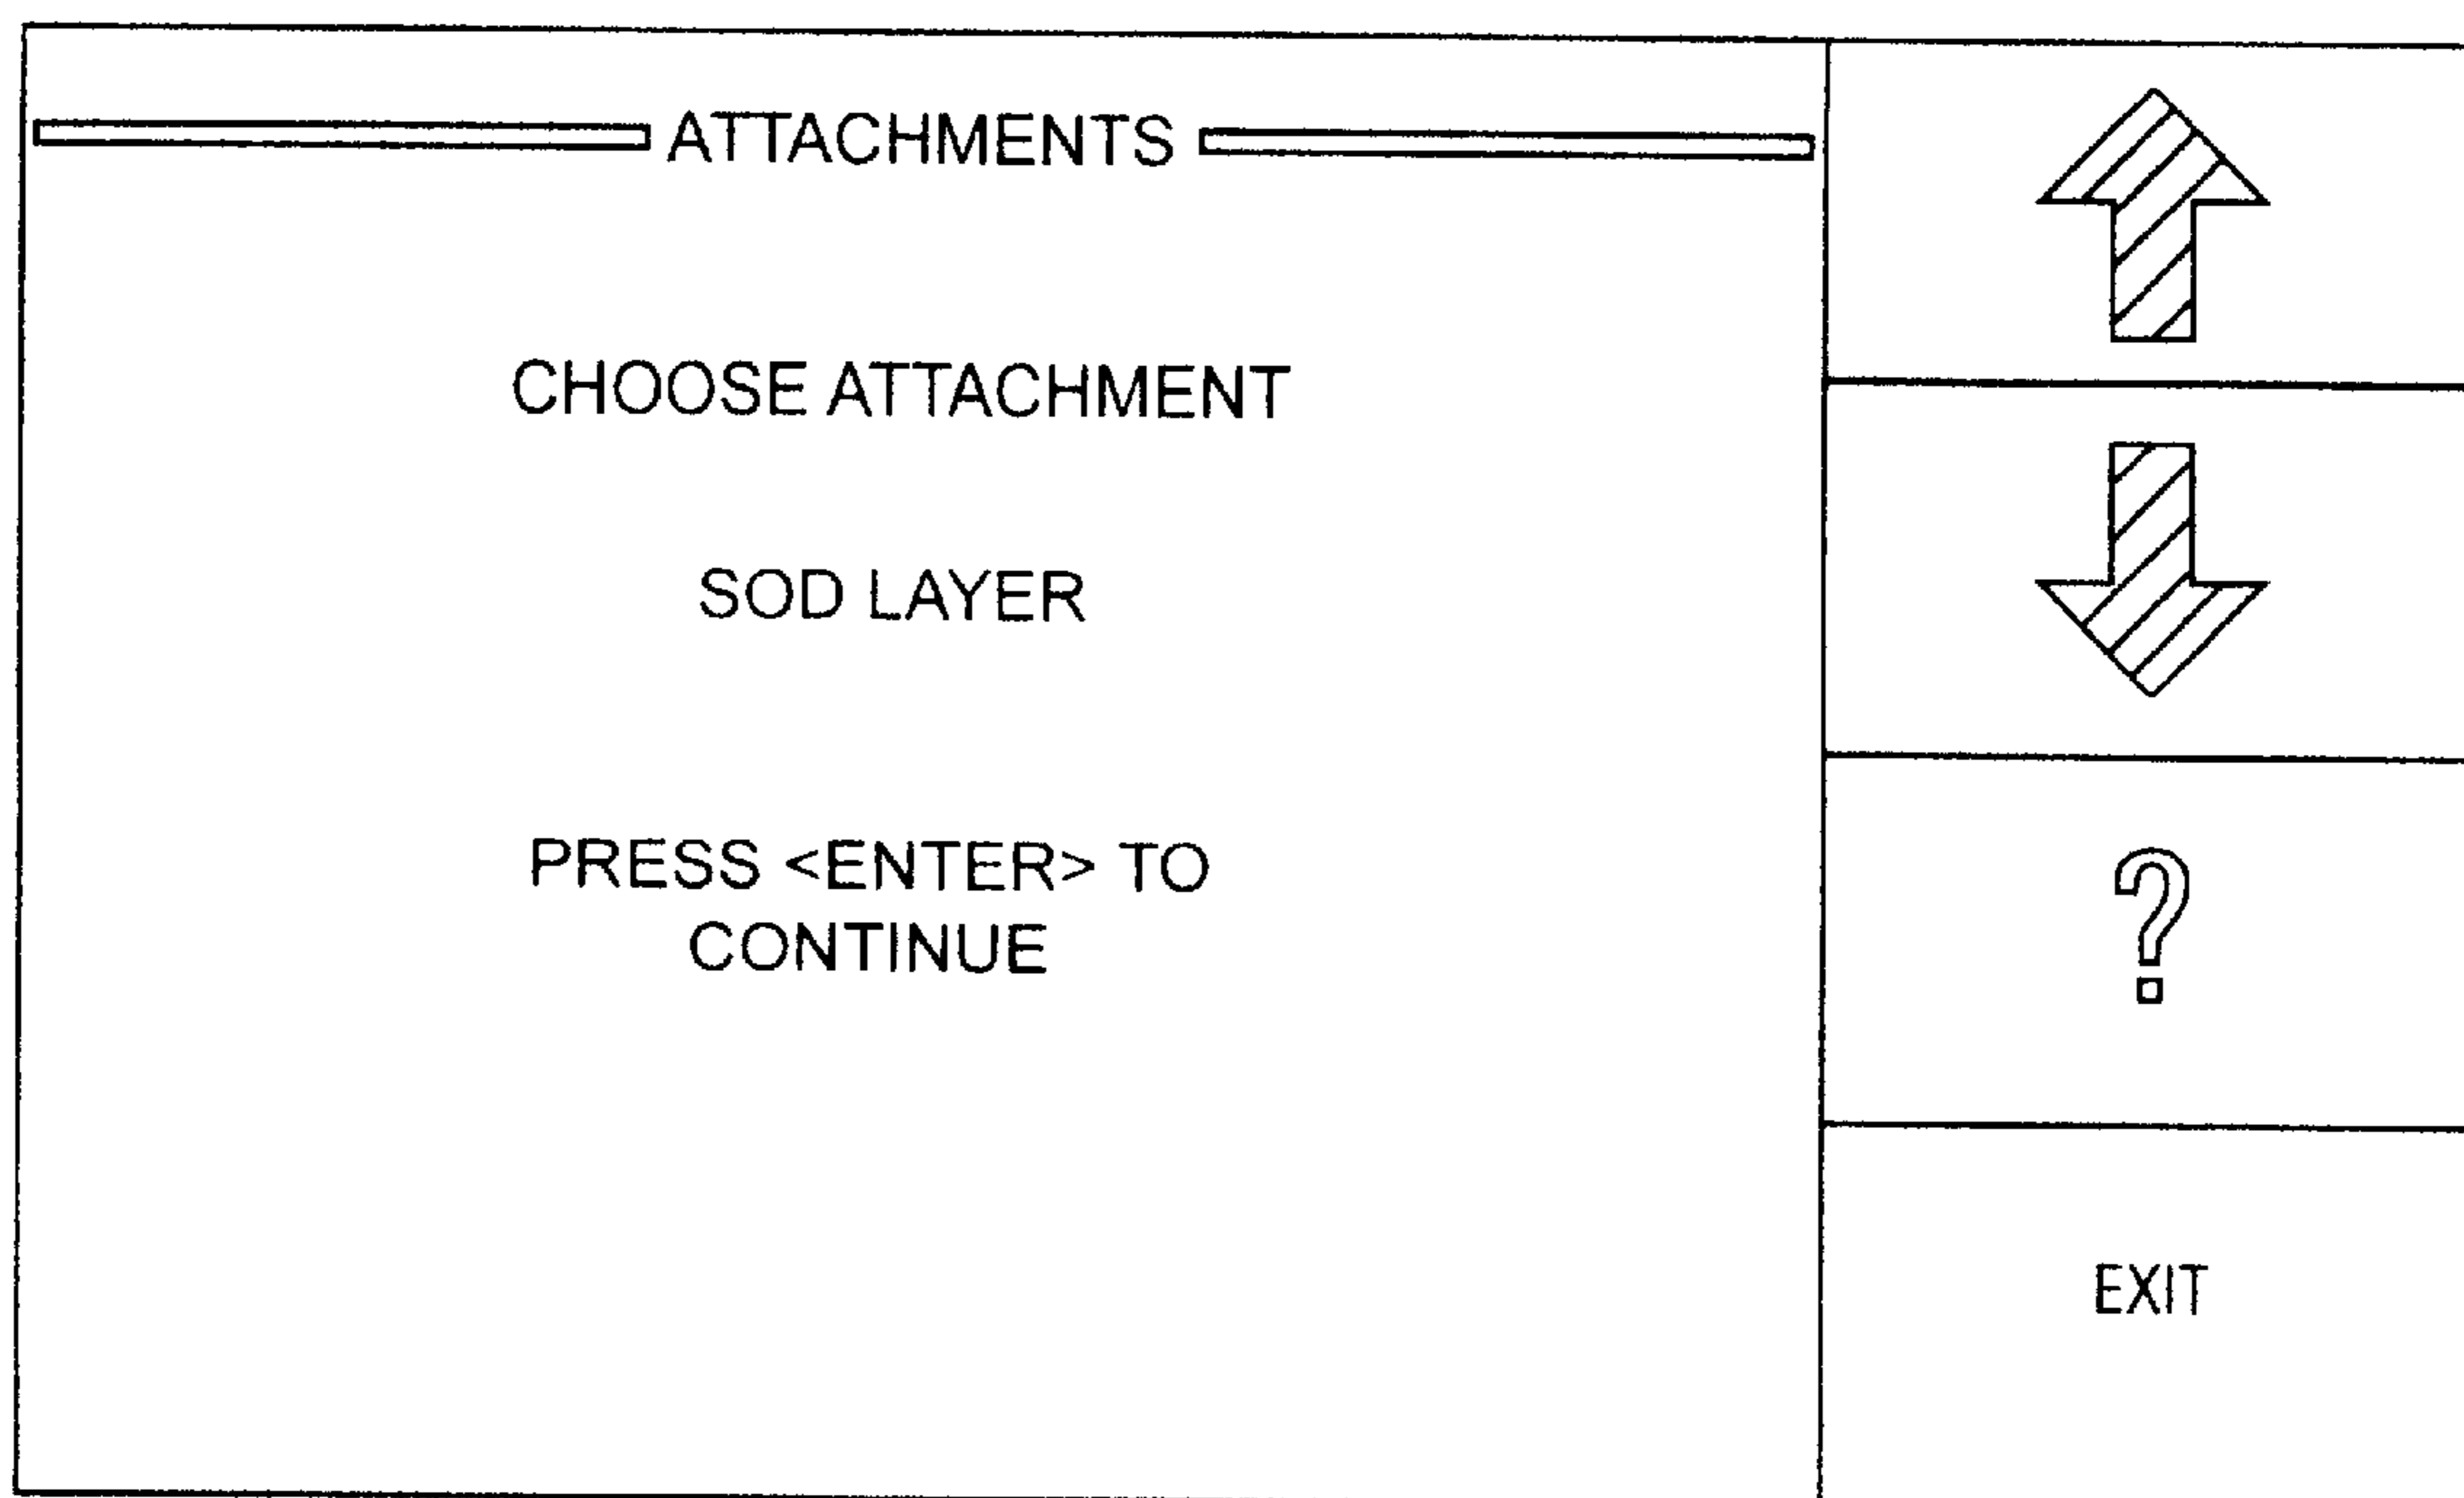 ATTACHMENTS
CHOOSE ATTACHMENT
SOD LAYER
PRESS <ENTER> TO
CONTINUE
?
EXIT